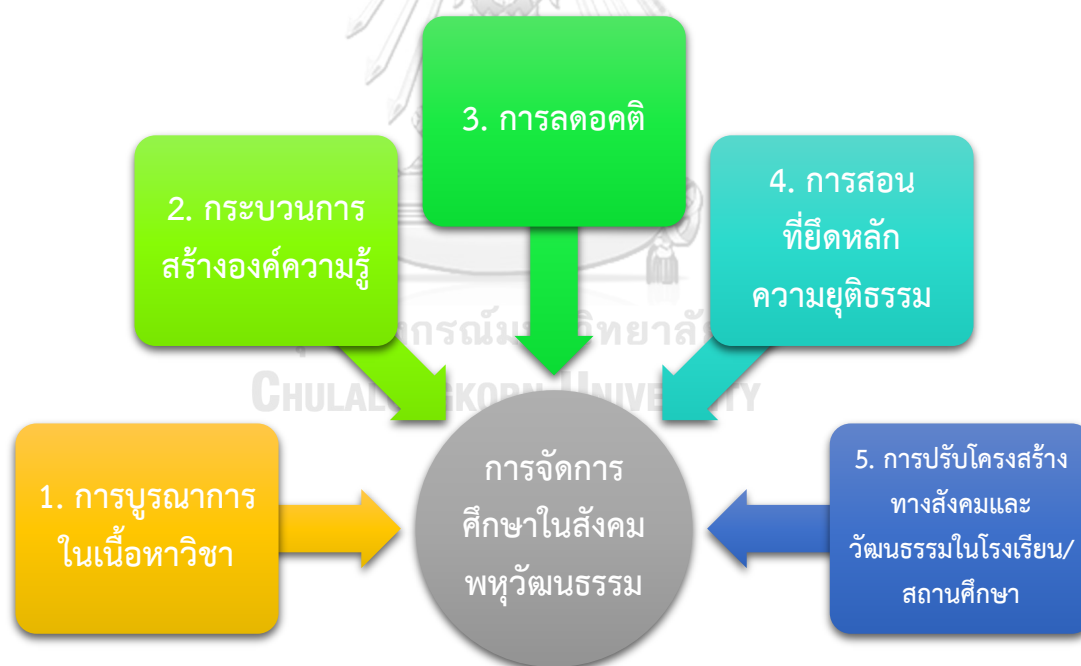 3. การลดอคติ
2. กระบวนการ
สร้างองค์ความรู้
4. การสอน
ที่ยึดหลัก
ความยุติธรรม
CHULALONGKORN UNIVERSITY
1. การบูรณาการ
ในเนื้อหาวิชา
การจัดการ
ศึกษาในสังคม
พหุวัฒนธรรม
5. การปรับโครงสร้าง
ทางสังคมและ
วัฒนธรรมในโรงเรียน/
สถานศึกษา